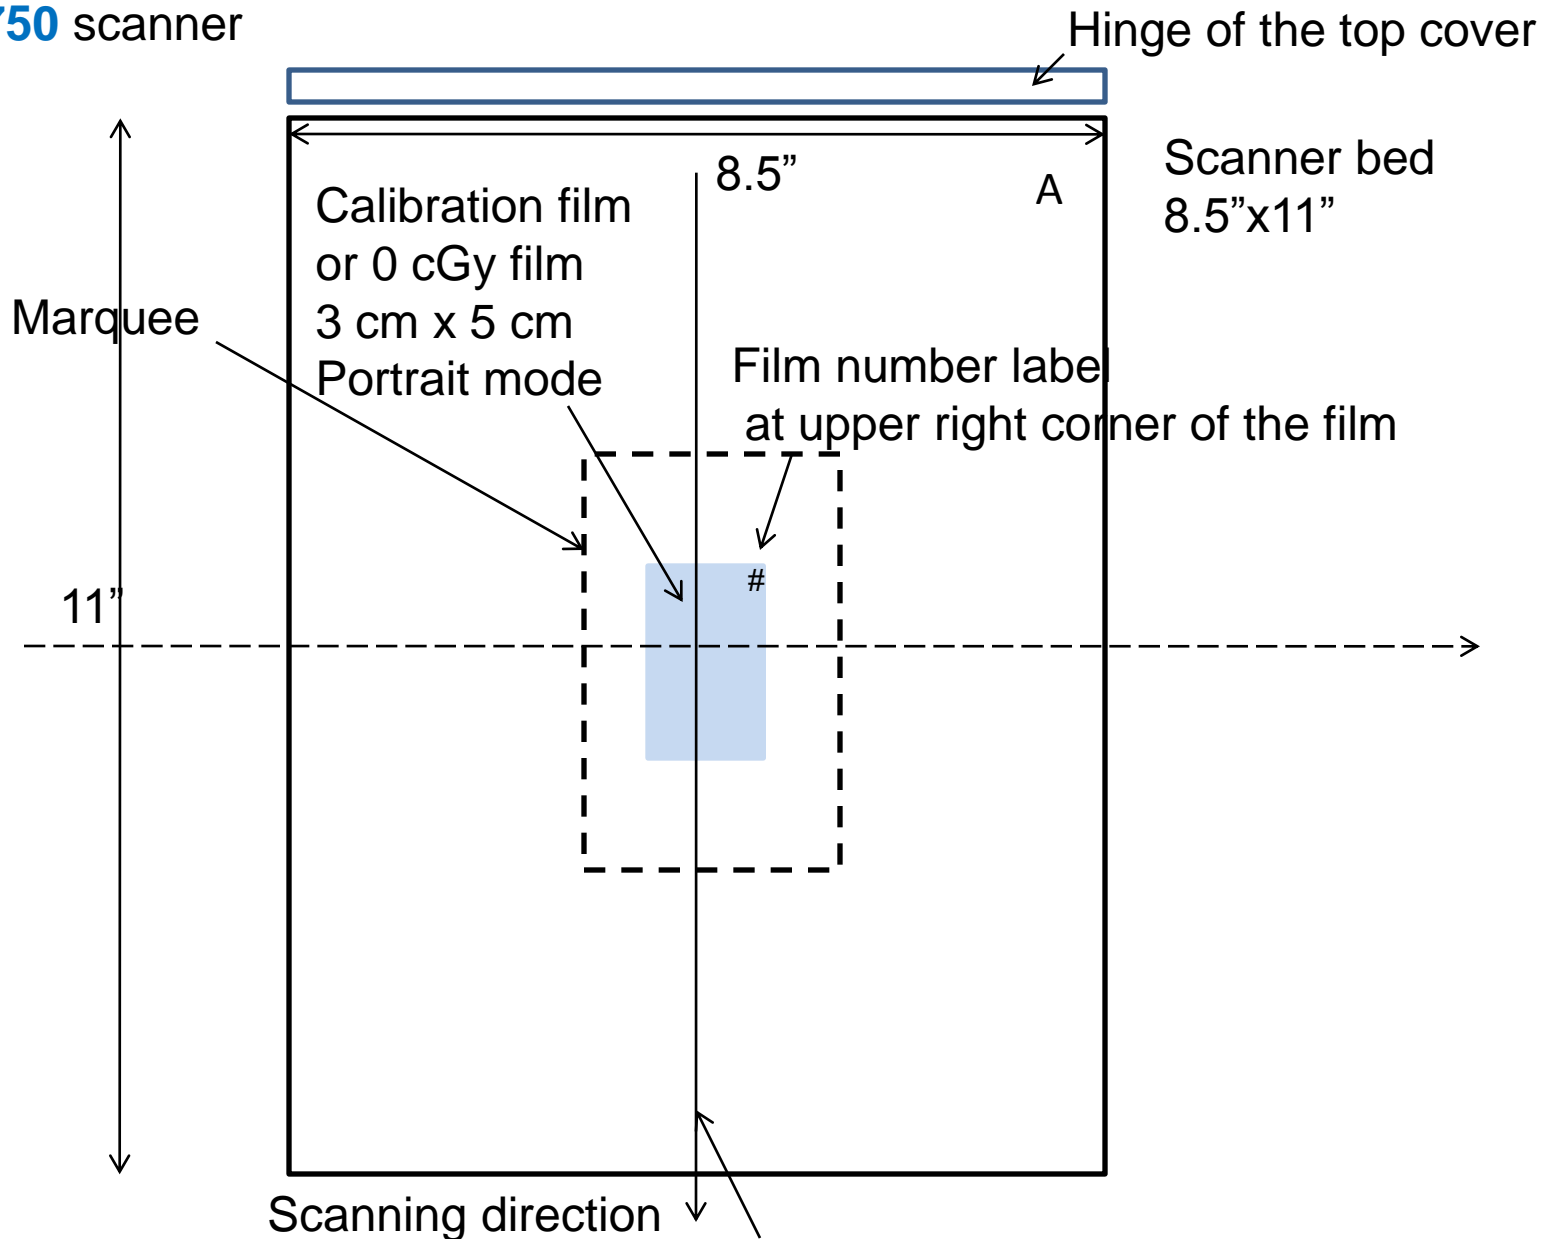 750 scanner
Hinge of the top cover
8.5”
A
Scanner bed
8.5”x11”
Calibration film
or 0 cGy film
3 cm x 5 cm
Portrait mode
Marquee
Film number label
at upper right corner of the film
#
11”
Scanning direction